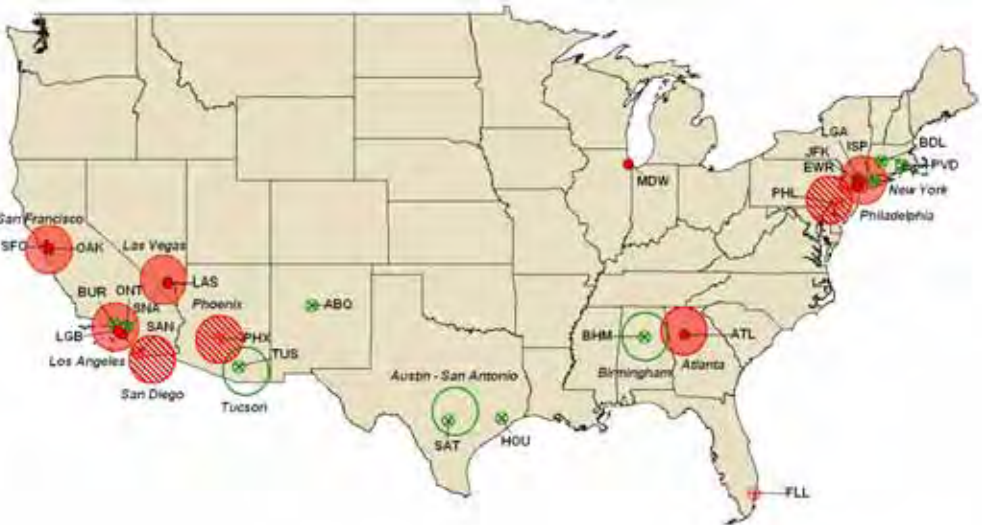 LGA
BDL
ISP
JFK
EWR
PVD
MDW
PHL
New York
Philadelphia
San Francisco
SFO
OAK
Las Vegas
BUR
ONT
LAS
SNA
Phoenix
ABQ
SAN
LGB
PHX
BHM
ATL
Los Angeles
TUS
Birmingham
Atlanta
Austin - San Antonio
San Diego
Tucson
SAT
HOU
FLL